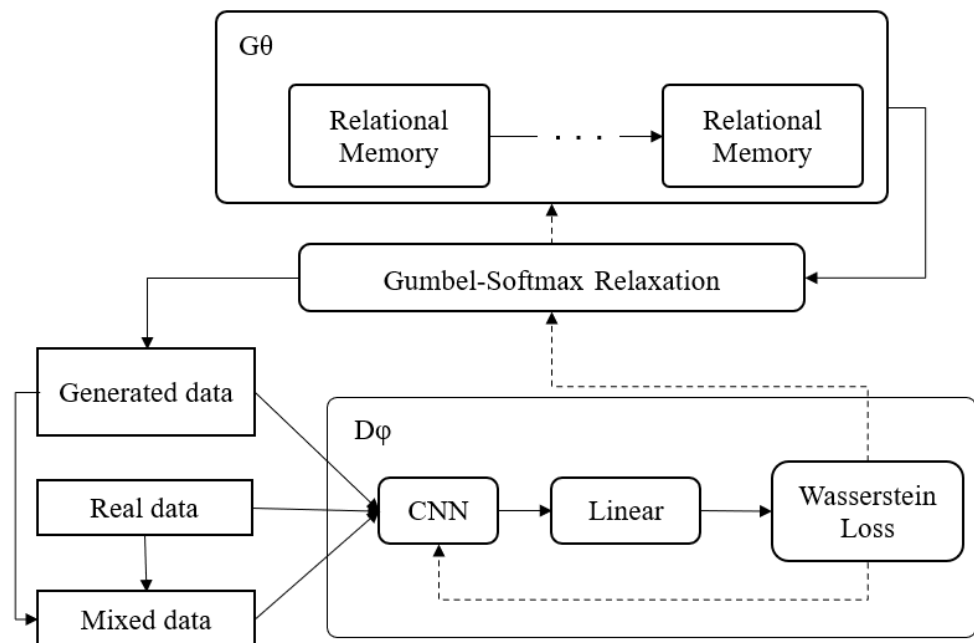 Gθ
Relational
Memory
. . .
Relational
Memory
Gumbel-Softmax Relaxation
Generated data
Dφ
Real data
CNN
Linear
Wasserstein
Loss
Mixed data